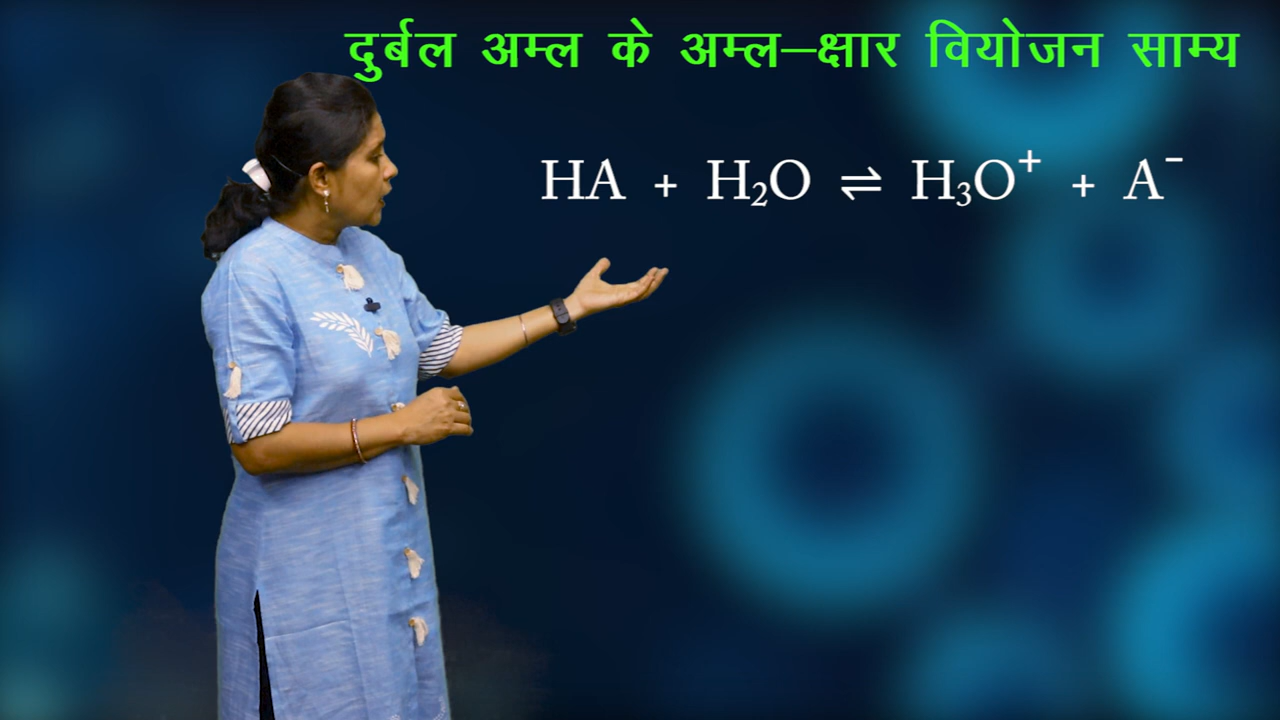 दुर्बल अम्ल के अम्ल–क्षार वियोजन साम्य
HA + H₂O ⇌ H₃O⁺ + A⁻